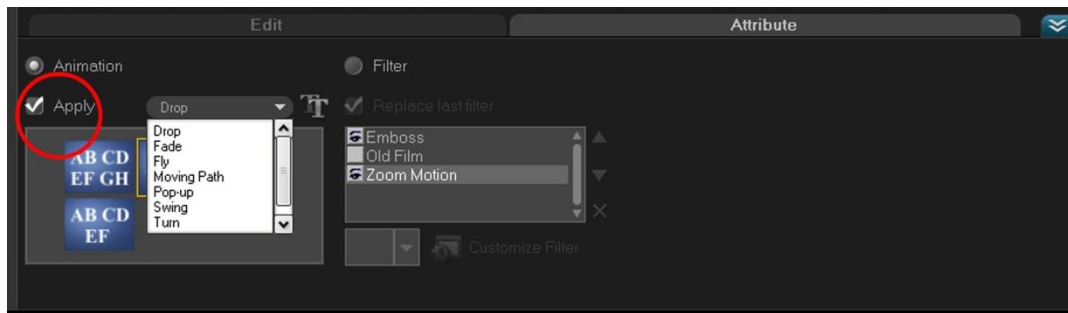 Edit
Attribute
Animation
Filter
Apply
Drop
TT
Replace last filter
Drop
Fade
Fly
Moving Path
Pop-up
Swing
Turn
AB CD
EF GH
AB CD
EF
Emboss
Old Film
Zoom Motion
Customize Filter